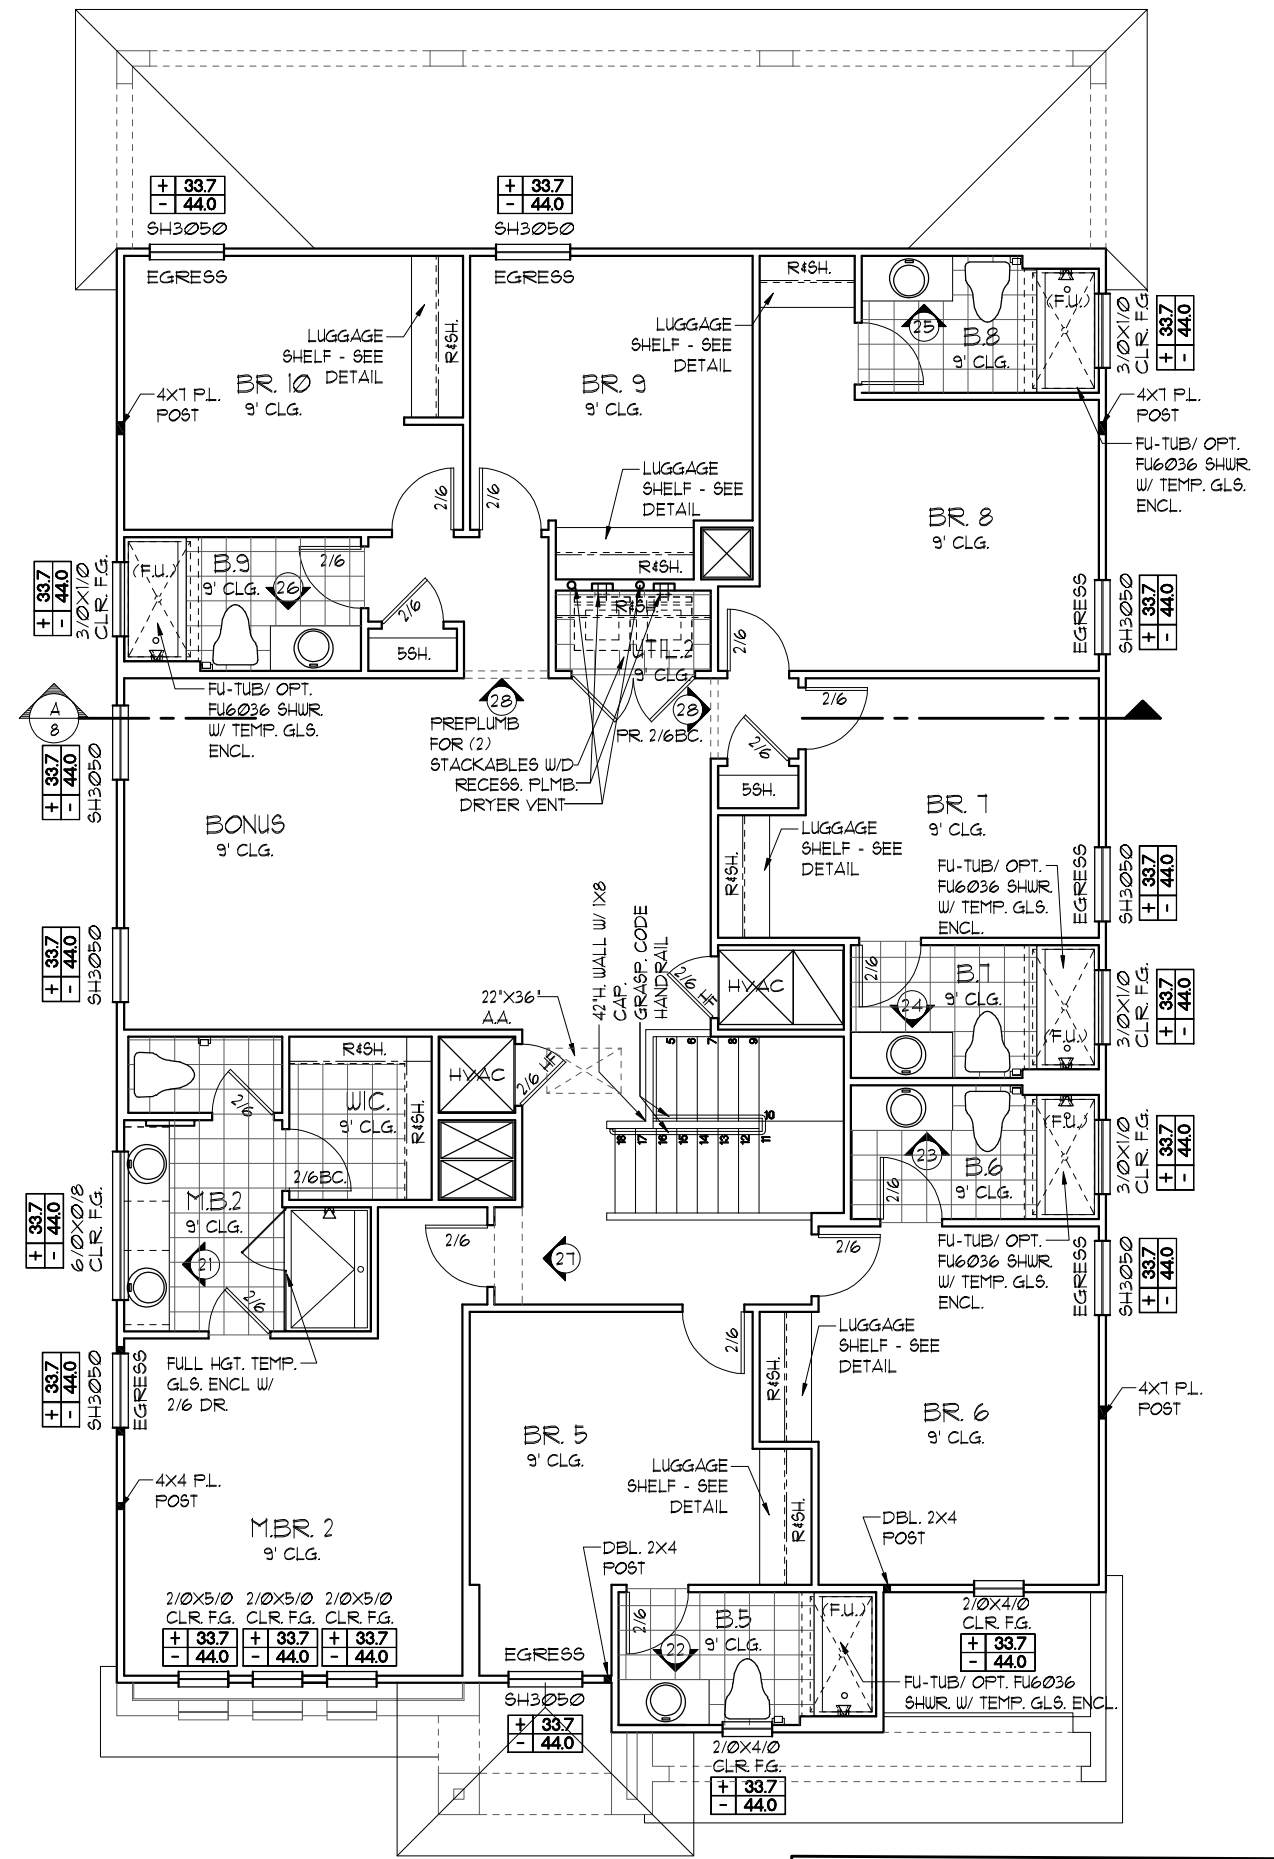 + 33.7
- 44.0
SH3050
EGRESS
+ 33.7
- 44.0
SH3050
EGRESS
LUGGAGE
SHELF - SEE
DETAIL
R&SH.
BR. 10
9' CLG.
4X7 P.L.
POST
LUGGAGE
SHELF - SEE
DETAIL
BR. 9
9' CLG.
R&SH.
25
B.8
9' CLG.
(F.U.)
3/0X1/0
CLR. F.G.
+ 33.7
- 44.0
4X7 P.L.
POST
FU-TUB/ OPT.
FU6036 SHWR.
W/ TEMP. GLS.
ENCL.
LUGGAGE
SHELF - SEE
DETAIL
2/6
2/6
R&SH.
BR. 8
9' CLG.
EGRESS
SH3050
+ 33.7
- 44.0
+ 33.7
- 44.0
3/0X1/0
CLR. F.G.
(F.U.)
B.9
9' CLG.
26
2/6
2/6
5SH.
R&SH.
UTIL.2
9' CLG.
2/6
FU-TUB/ OPT.
FU6036 SHWR.
W/ TEMP. GLS.
ENCL.
A
8
28
28
PR. 2/6BC.
PREPLUMB
FOR (2)
STACKABLES W/D
RECESS. PLMB.
DRYER VENT
2/6
2/6
5SH.
+ 33.7
- 44.0
SH3050
BONUS
9' CLG.
BR. 7
9' CLG.
LUGGAGE
SHELF - SEE
DETAIL
R&SH.
FU-TUB/ OPT.
FU6036 SHWR.
W/ TEMP. GLS.
ENCL.
EGRESS
SH3050
+ 33.7
- 44.0
+ 33.7
- 44.0
SH3050
22"X36"
A.A.
42"H. WALL W/ 1X8
CAP.
GRASP. CODE
HANDRAIL
2/6 HF
HVAC
2/6
B.7
9' CLG.
24
(F.U.)
3/0X1/0
CLR. F.G.
+ 33.7
- 44.0
5 6 7 8 9
10
18 17 16 15 14 13 12 11
HVAC
2/6 HF
R&SH.
W.I.C.
9' CLG.
R&SH.
2/6
2/6BC.
M.B.2
9' CLG.
21
2/6
+ 33.7
- 44.0
6/0X0/8
CLR. F.G.
23
B.6
9' CLG.
2/6
(F.U.)
3/0X1/0
CLR. F.G.
+ 33.7
- 44.0
2/6
27
2/6
FU-TUB/ OPT.
FU6036 SHWR.
W/ TEMP. GLS.
ENCL.
EGRESS
SH3050
+ 33.7
- 44.0
+ 33.7
- 44.0
SH3050
EGRESS
FULL HGT. TEMP.
GLS. ENCL W/
2/6 DR.
2/6
LUGGAGE
SHELF - SEE
DETAIL
R&SH.
BR. 6
9' CLG.
4X7 P.L.
POST
BR. 5
9' CLG.
LUGGAGE
SHELF - SEE
DETAIL
R&SH.
4X4 P.L.
POST
M.BR. 2
9' CLG.
DBL. 2X4
POST
DBL. 2X4
POST
2/0X5/0
CLR. F.G.
+ 33.7
- 44.0
2/0X5/0
CLR. F.G.
+ 33.7
- 44.0
2/0X5/0
CLR. F.G.
+ 33.7
- 44.0
EGRESS
SH3050
+ 33.7
- 44.0
2/6
B.5
9' CLG.
22
(F.U.)
2/0X4/0
CLR. F.G.
+ 33.7
- 44.0
FU-TUB/ OPT. FU6036
SHWR. W/ TEMP. GLS. ENCL.
2/0X4/0
CLR. F.G.
+ 33.7
- 44.0